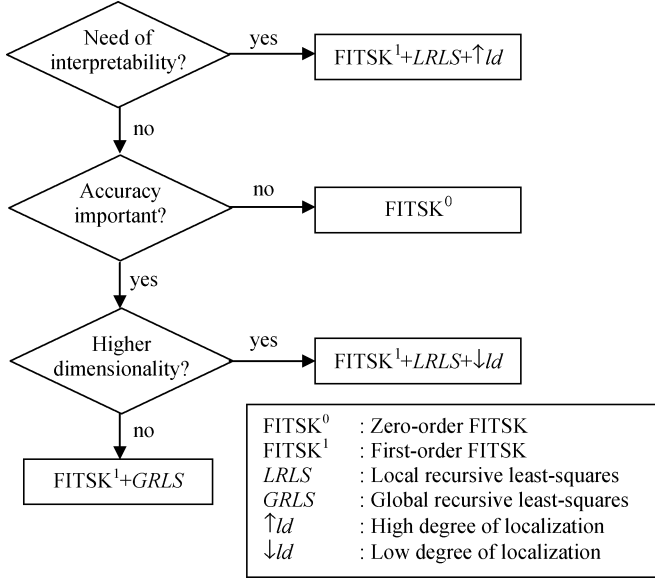 Need of
interpretability?
yes
FITSK¹+LRLS+↑ld
no
Accuracy
important?
no
FITSK⁰
yes
Higher
dimensionality?
yes
FITSK¹+LRLS+↓ld
no
FITSK¹+GRLS
FITSK⁰ : Zero-order FITSK
FITSK¹ : First-order FITSK
LRLS : Local recursive least-squares
GRLS : Global recursive least-squares
↑ld : High degree of localization
↓ld : Low degree of localization